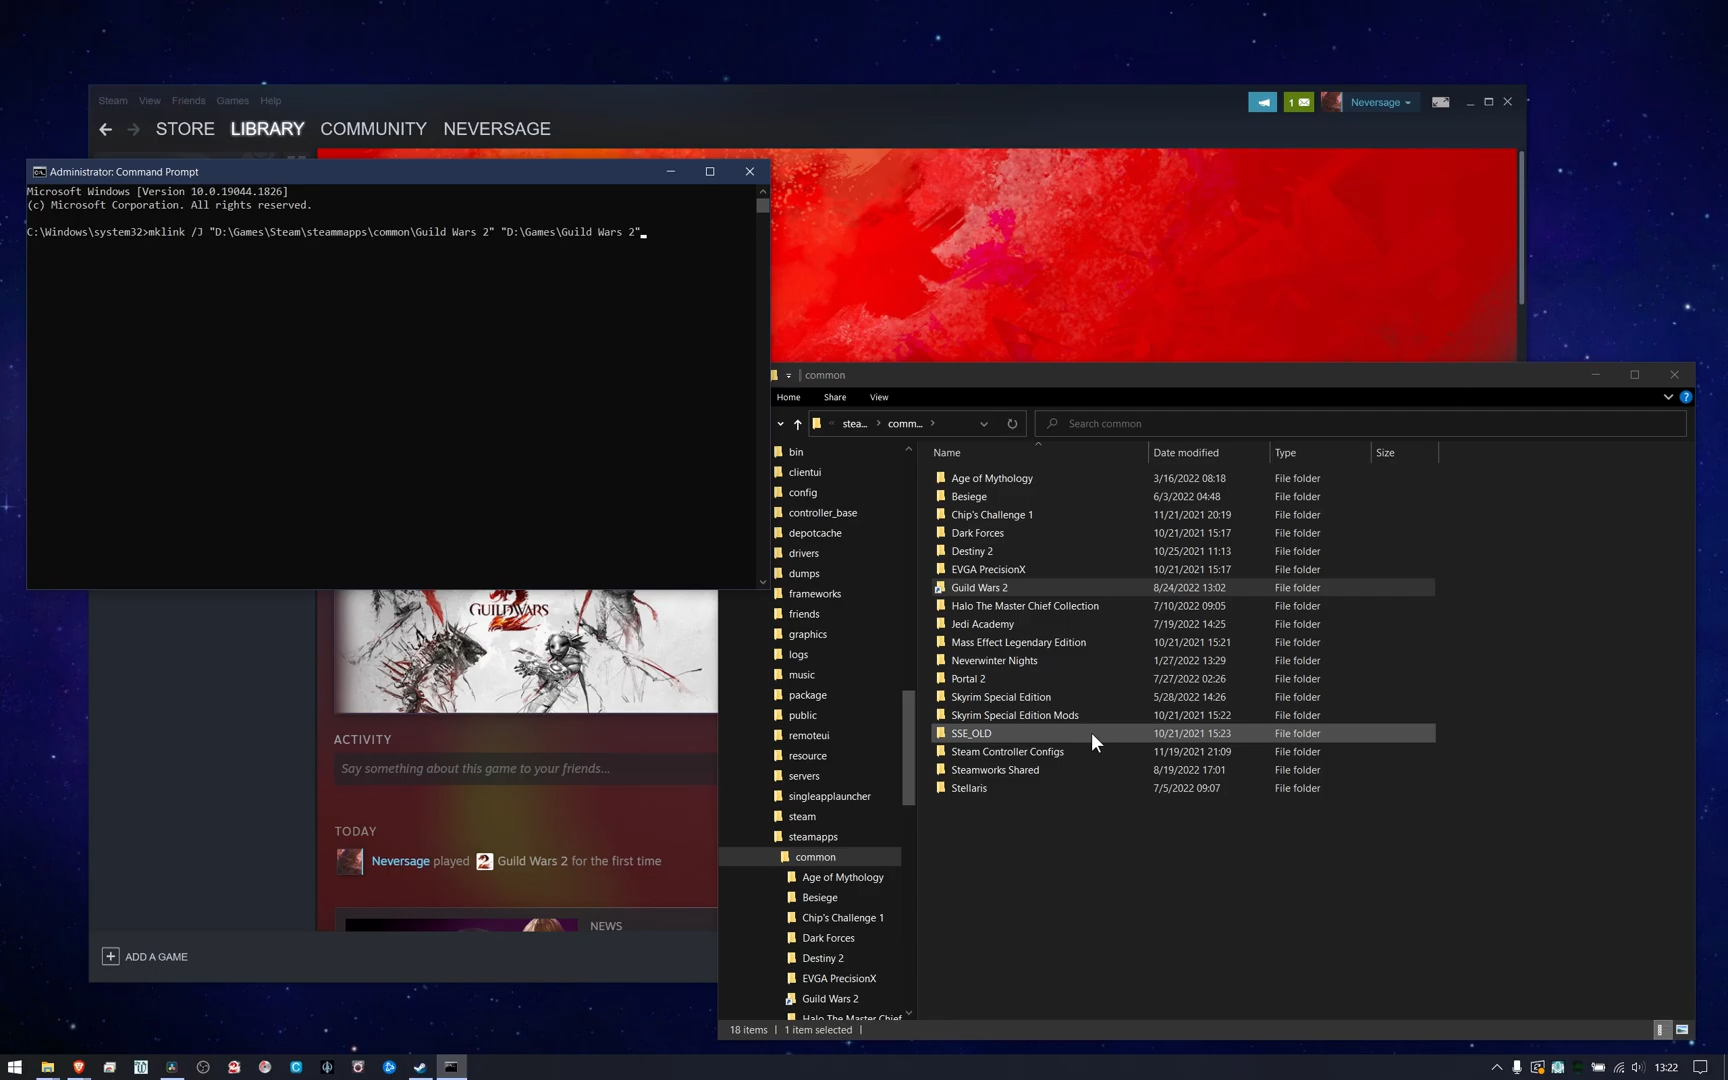 Steam View Friends Games Help
1
Neversage
STORE LIBRARY COMMUNITY NEVERSAGE
Administrator: Command Prompt
Microsoft Windows [Version 10.0.19044.1826]
(c) Microsoft Corporation. All rights reserved.
C:\Windows\system32>mklink /J "D:\Games\Steam\steammapps\common\Guild Wars 2" "D:\Games\Guild Wars 2"
common
Home Share View
stea... comm...
Search common
Name Date modified Type Size
Age of Mythology 3/16/2022 08:18 File folder
Besiege 6/3/2022 04:48 File folder
Chip's Challenge 1 11/21/2021 20:19 File folder
Dark Forces 10/21/2021 15:17 File folder
Destiny 2 10/25/2021 11:13 File folder
EVGA PrecisionX 10/21/2021 15:17 File folder
Guild Wars 2 8/24/2022 13:02 File folder
Halo The Master Chief Collection 7/10/2022 09:05 File folder
Jedi Academy 7/19/2022 14:25 File folder
Mass Effect Legendary Edition 10/21/2021 15:21 File folder
Neverwinter Nights 1/27/2022 13:29 File folder
Portal 2 7/27/2022 02:26 File folder
Skyrim Special Edition 5/28/2022 14:26 File folder
Skyrim Special Edition Mods 10/21/2021 15:22 File folder
SSE_OLD 10/21/2021 15:23 File folder
Steam Controller Configs 11/19/2021 21:09 File folder
Steamworks Shared 8/19/2022 17:01 File folder
Stellaris 7/5/2022 09:07 File folder
bin
clientui
config
controller_base
depotcache
drivers
dumps
frameworks
friends
graphics
logs
music
package
public
remoteui
resource
servers
singleapplauncher
steam
steamapps
common
Age of Mythology
Besiege
Chip's Challenge 1
Dark Forces
Destiny 2
EVGA PrecisionX
Guild Wars 2
Halo The Master Chief
18 items 1 item selected
GUILDWARS
2
ACTIVITY
Say something about this game to your friends...
TODAY
Neversage played Guild Wars 2 for the first time
NEWS
ADD A GAME
13:22